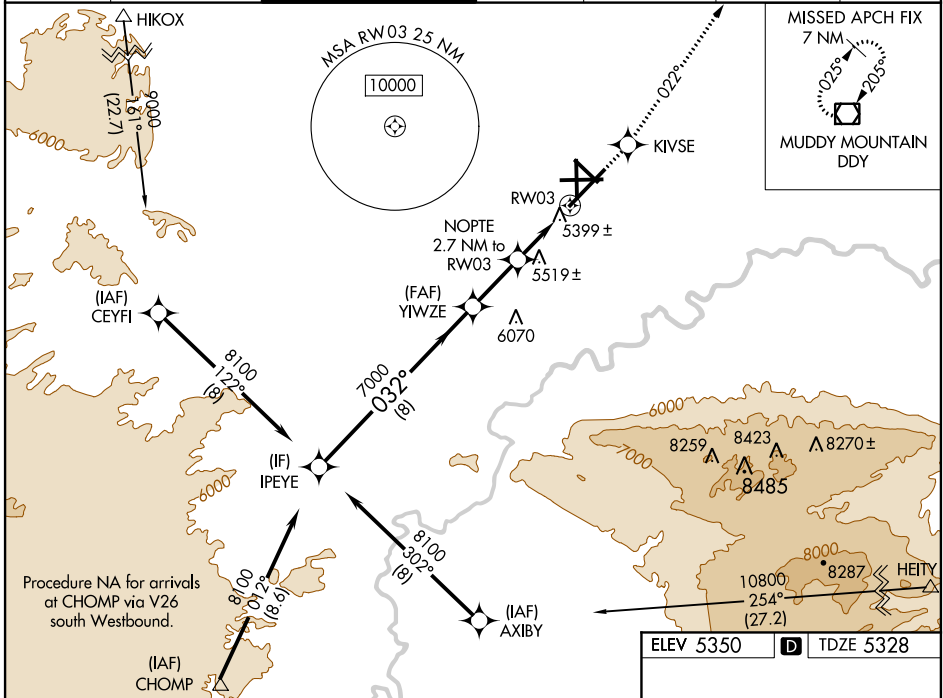 HIKOX
9000
161°
(22.7)
6000
MSA RW03 25 NM
10000
022°
MISSED APCH FIX
7 NM
025°
205°
MUDDY MOUNTAIN
DDY
KIVSE
RW03
5399 ±
NOPTE
2.7 NM to
RW03
5519 ±
(FAF)
YIWZE
6070
(IAF)
CEYFI
8100
122°
(8)
7000
032°
(8)
6000
(IF)
IPEYE
6000
7000
8259
8423
8270 ±
8485
8000
8287
HEITY
10800
254°
(27.2)
8100
302°
(8)
(IAF)
AXIBY
Procedure NA for arrivals
at CHOMP via V26
south Westbound.
8100
012°
(8.6)
(IAF)
CHOMP
ELEV 5350 D TDZE 5328